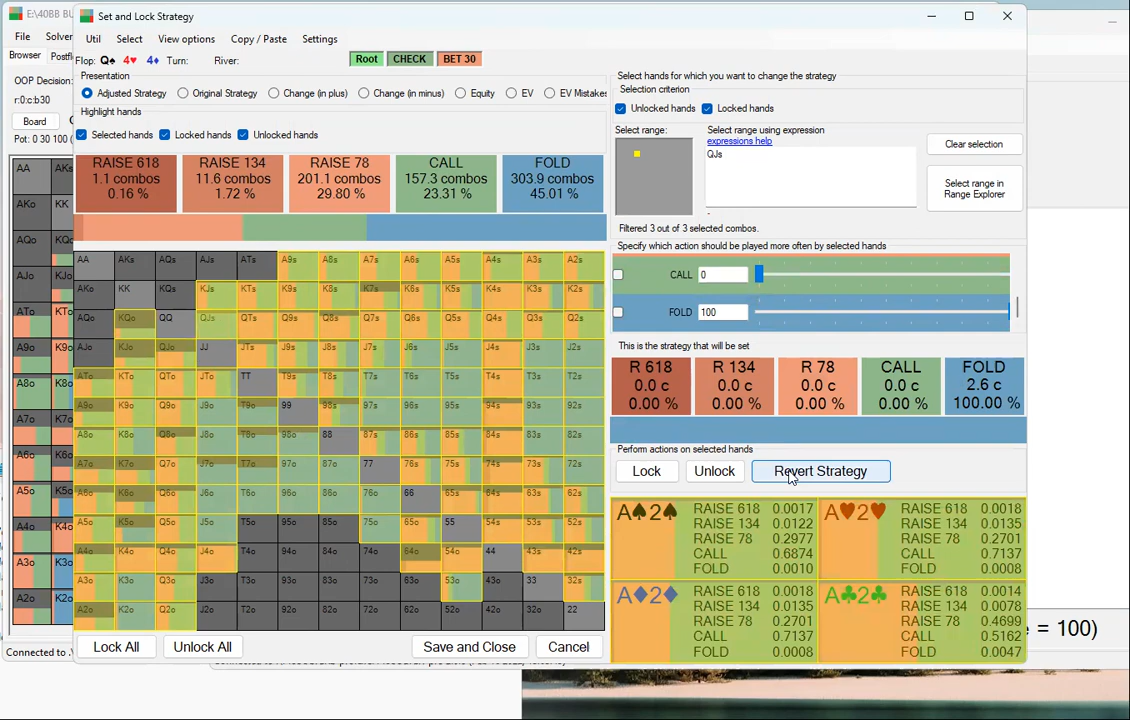 E:\40BB BU
Set and Lock Strategy
File
Solver
Util
Select
View options
Copy / Paste
Settings
Browser
Postfl
Flop: Q♠ 4♥ 4♦ Turn: River:
Root
CHECK
BET 30
OOP Decision:
r:0:c:b30
Board
Pot: 0 30 100 (
Presentation
Adjusted Strategy
Original Strategy
Change (in plus)
Change (in minus)
Equity
EV
EV Mistakes
Highlight hands
Selected hands
Locked hands
Unlocked hands
RAISE 618
1.1 combos
0.16 %
RAISE 134
11.6 combos
1.72 %
RAISE 78
201.1 combos
29.80 %
CALL
157.3 combos
23.31 %
FOLD
303.9 combos
45.01 %
AA AKs AQs AJs ATs A9s A8s A7s A6s A5s A4s A3s A2s
AKo KK KQs KJs KTs K9s K8s K7s K6s K5s K4s K3s K2s
AQo KQo QQ QJs QTs Q9s Q8s Q7s Q6s Q5s Q4s Q3s Q2s
AJo KJo QJo JJ JTs J9s J8s J7s J6s J5s J4s J3s J2s
ATo KTo QTo JTo TT T9s T8s T7s T6s T5s T4s T3s T2s
A9o K9o Q9o J9o T9o 99 98s 97s 96s 95s 94s 93s 92s
A8o K8o Q8o J8o T8o 98o 88 87s 86s 85s 84s 83s 82s
A7o K7o Q7o J7o T7o 97o 87o 77 76s 75s 74s 73s 72s
A6o K6o Q6o J6o T6o 96o 86o 76o 66 65s 64s 63s 62s
A5o K5o Q5o J5o T5o 95o 85o 75o 65o 55 54s 53s 52s
A4o K4o Q4o J4o T4o 94o 84o 74o 64o 54o 44 43s 42s
A3o K3o Q3o J3o T3o 93o 83o 73o 63o 53o 43o 33 32s
A2o K2o Q2o J2o T2o 92o 82o 72o 62o 52o 42o 32o 22
AA AKs
AKo KK
AQo KQo
AJo KJo
ATo KTo
A9o K9o
A8o K8o
A7o K7o
A6o K6o
A5o K5o
A4o K4o
A3o K3o
A2o K2o
Lock All
Unlock All
Save and Close
Cancel
Connected to .\
Select hands for which you want to change the strategy
Selection criterion
Unlocked hands
Locked hands
Select range:
Select range using expression
expressions help
QJs
Clear selection
Select range in
Range Explorer
Filtered 3 out of 3 selected combos.
Specify which action should be played more often by selected hands
CALL 0
FOLD 100
This is the strategy that will be set
R 618
0.0 c
0.00 %
R 134
0.0 c
0.00 %
R 78
0.0 c
0.00 %
CALL
0.0 c
0.00 %
FOLD
2.6 c
100.00 %
Perform actions on selected hands
Lock
Unlock
Revert Strategy
A♠2♠
RAISE 618 0.0017
RAISE 134 0.0122
RAISE 78 0.2977
CALL 0.6874
FOLD 0.0010
A♥2♥
RAISE 618 0.0018
RAISE 134 0.0135
RAISE 78 0.2701
CALL 0.7137
FOLD 0.0008
A♦2♦
RAISE 618 0.0018
RAISE 134 0.0135
RAISE 78 0.2701
CALL 0.7137
FOLD 0.0008
A♣2♣
RAISE 618 0.0014
RAISE 134 0.0078
RAISE 78 0.4699
CALL 0.5162
FOLD 0.0047
= 100)